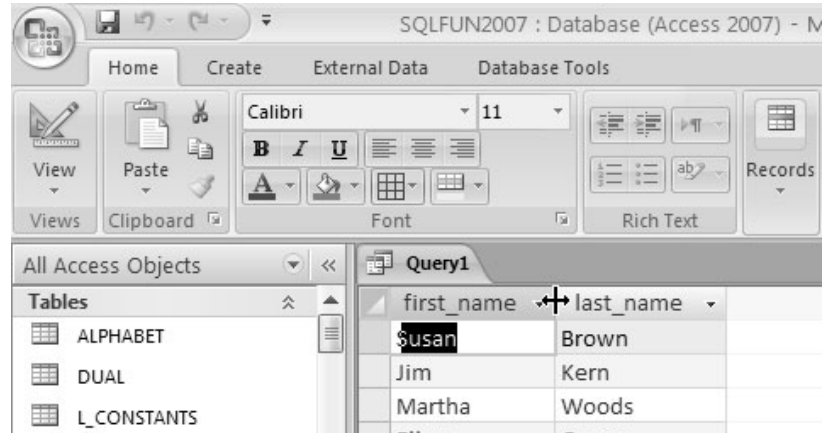 SQLFUN2007 : Database (Access 2007) - M
Home Create External Data Database Tools
Calibri 11
B I U
A
ab
View Paste Records
Views Clipboard Font Rich Text
All Access Objects « Query1
Tables first_name last_name
ALPHABET Susan Brown
DUAL Jim Kern
L_CONSTANTS Martha Woods